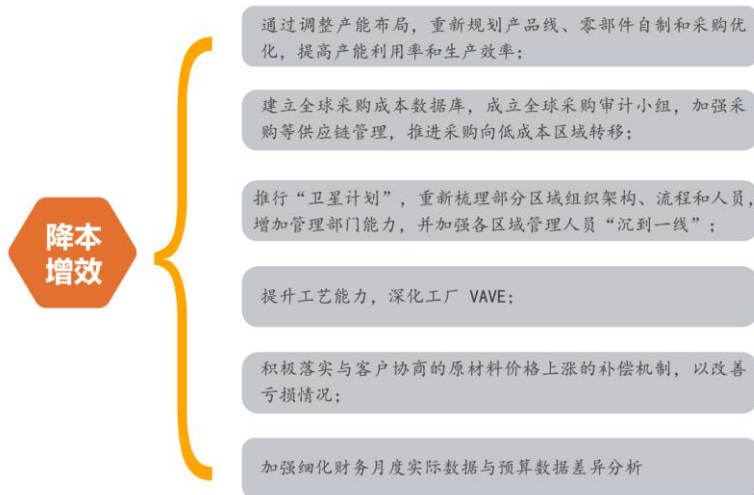 通过调整产能布局，重新规划产品线、零部件自制和采购优
化，提高产能利用率和生产效率；
建立全球采购成本数据库，成立全球采购审计小组，加强采
购等供应链管理，推进采购向低成本区域转移；
推行“卫星计划”，重新梳理部分区域组织架构、流程和人员，
增加管理部门能力，并加强各区域管理人员“沉到一线”；
降本
增效
提升工艺能力，深化工厂 VAVE；
积极落实与客户协商的原材料价格上涨的补偿机制，以改善
亏损情况；
加强细化财务月度实际数据与预算数据差异分析